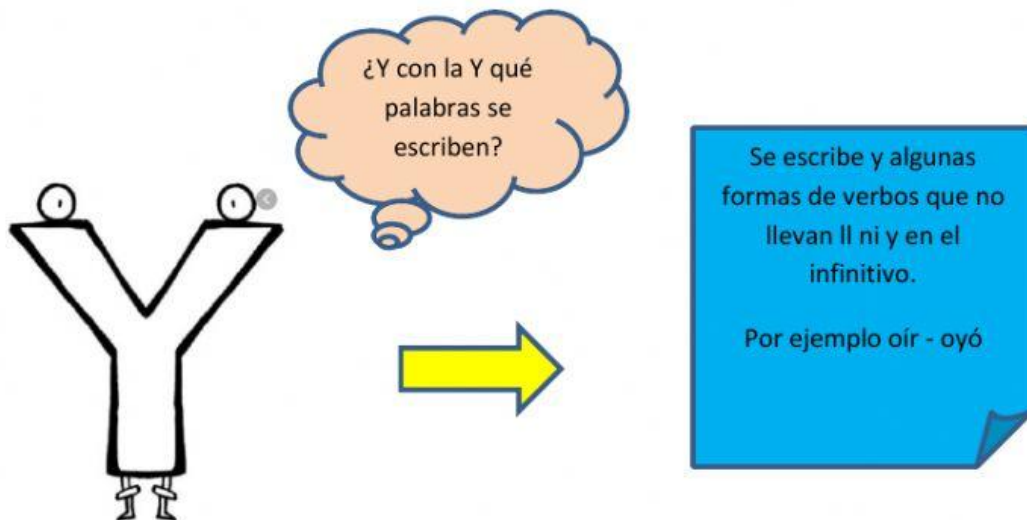 ¿Y con la Y qué
palabras se
escriben?
Se escribe y algunas
formas de verbos que no
llevan ll ni y en el
infinitivo.
Por ejemplo oír - oyó